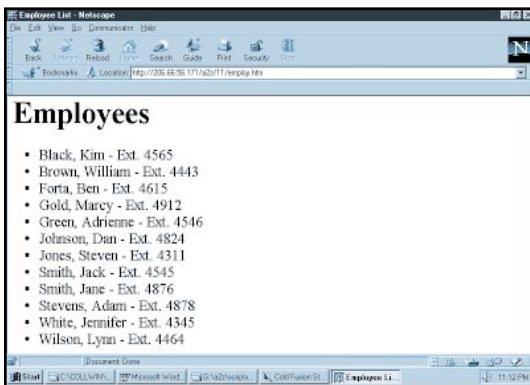 Employee List - Netscape
File Edit View Go Communicator Help
Back Forward Reload Home Search Guide Print Security Stop
Bookmarks Location: http://206.66.56.171/a2z/11/employ.htm
Employees
• Black, Kim - Ext. 4565
• Brown, William - Ext. 4443
• Forta, Ben - Ext. 4615
• Gold, Marcy - Ext. 4912
• Green, Adrienne - Ext. 4546
• Johnson, Dan - Ext. 4824
• Jones, Steven - Ext. 4311
• Smith, Jack - Ext. 4545
• Smith, Jane - Ext. 4876
• Stevens, Adam - Ext. 4878
• White, Jennifer - Ext. 4345
• Wilson, Lynn - Ext. 4464
Document: Done
Start Microsoft Word ... Cold Fusion St... Employee Li... 11:12 PM